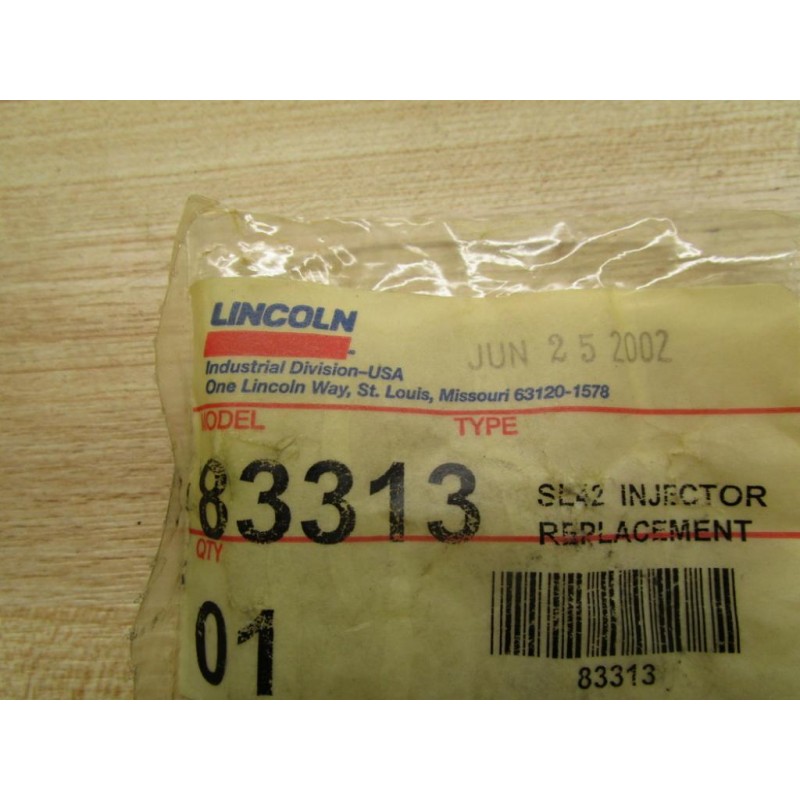 LINCOLN
JUN 25 2002
Industrial Division-USA
One Lincoln Way, St. Louis, Missouri 63120-1578
MODEL TYPE
83313 SL42 INJECTOR
REPLACEMENT
QTY
01
83313